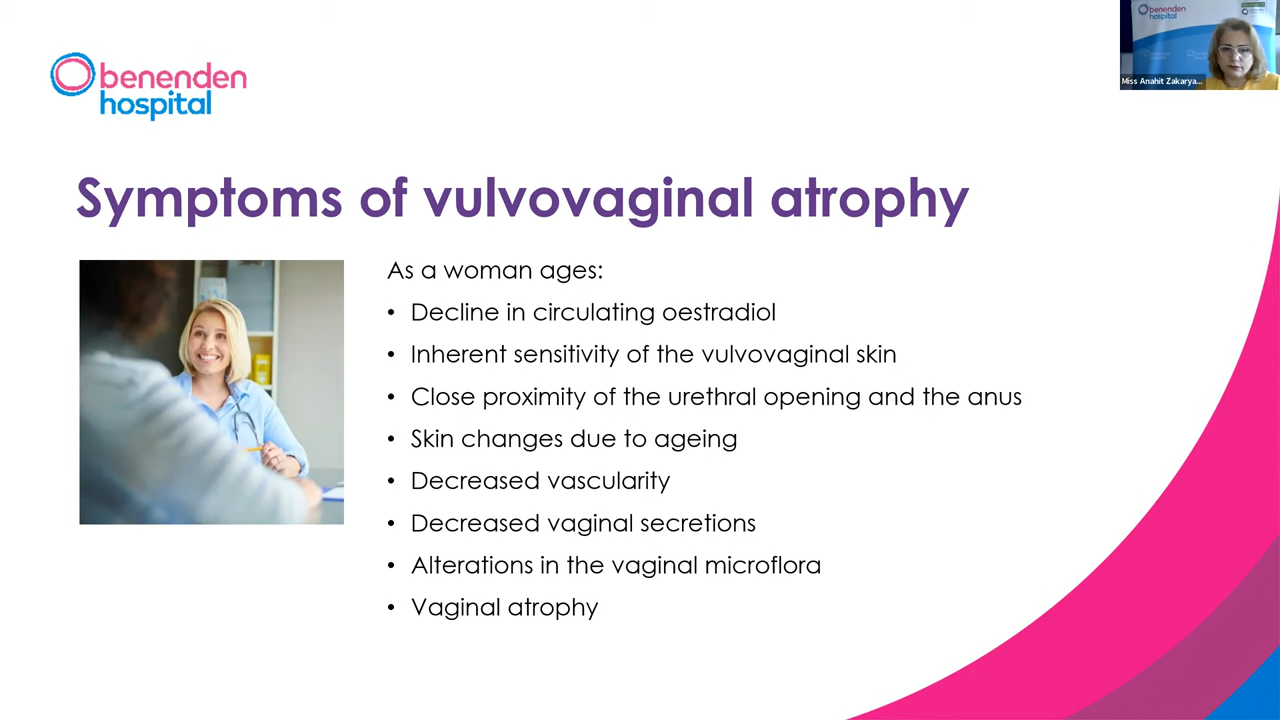 benenden
hospital
benenden
hospital
Miss Anahit Zakarya...
Symptoms of vulvovaginal atrophy
As a woman ages:
• Decline in circulating oestradiol
• Inherent sensitivity of the vulvovaginal skin
• Close proximity of the urethral opening and the anus
• Skin changes due to ageing
• Decreased vascularity
• Decreased vaginal secretions
• Alterations in the vaginal microflora
• Vaginal atrophy